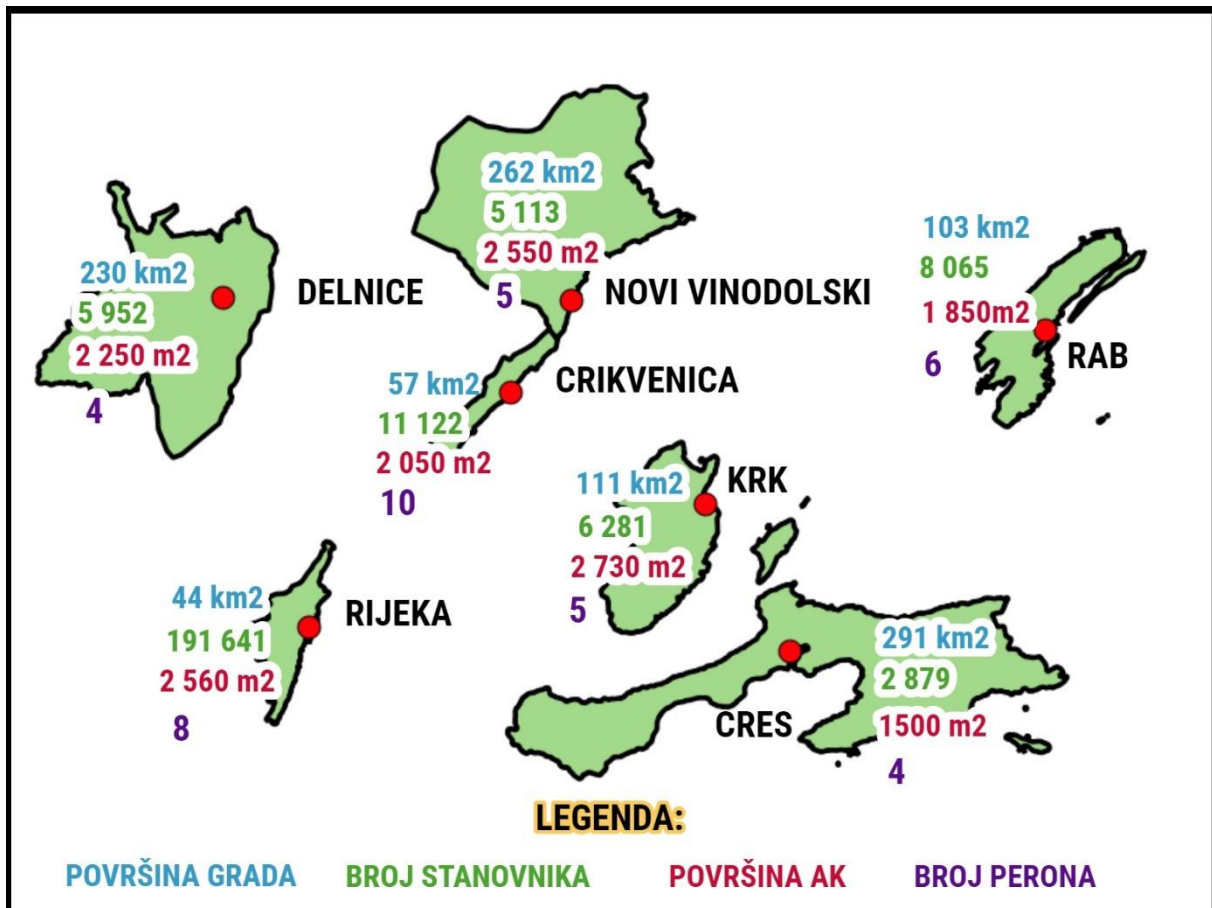 262 km2
5 113
2 550 m2
5
NOVI VINODOLSKI
230 km2
5 952
2 250 m2
4
DELNICE
103 km2
8 065
1 850m2
6
RAB
57 km2
11 122
2 050 m2
10
CRIKVENICA
111 km2
6 281
2 730 m2
5
KRK
44 km2
191 641
2 560 m2
8
RIJEKA
291 km2
2 879
1500 m2
4
CRES
LEGENDA:
POVRŠINA GRADA BROJ STANOVNIKA POVRŠINA AK BROJ PERONA